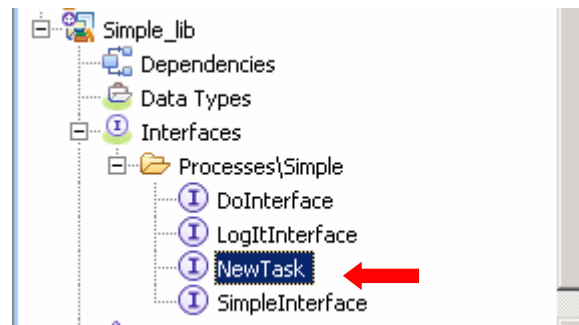 Simple_lib
Dependencies
Data Types
Interfaces
Processes\Simple
DoInterface
LogItInterface
NewTask
SimpleInterface